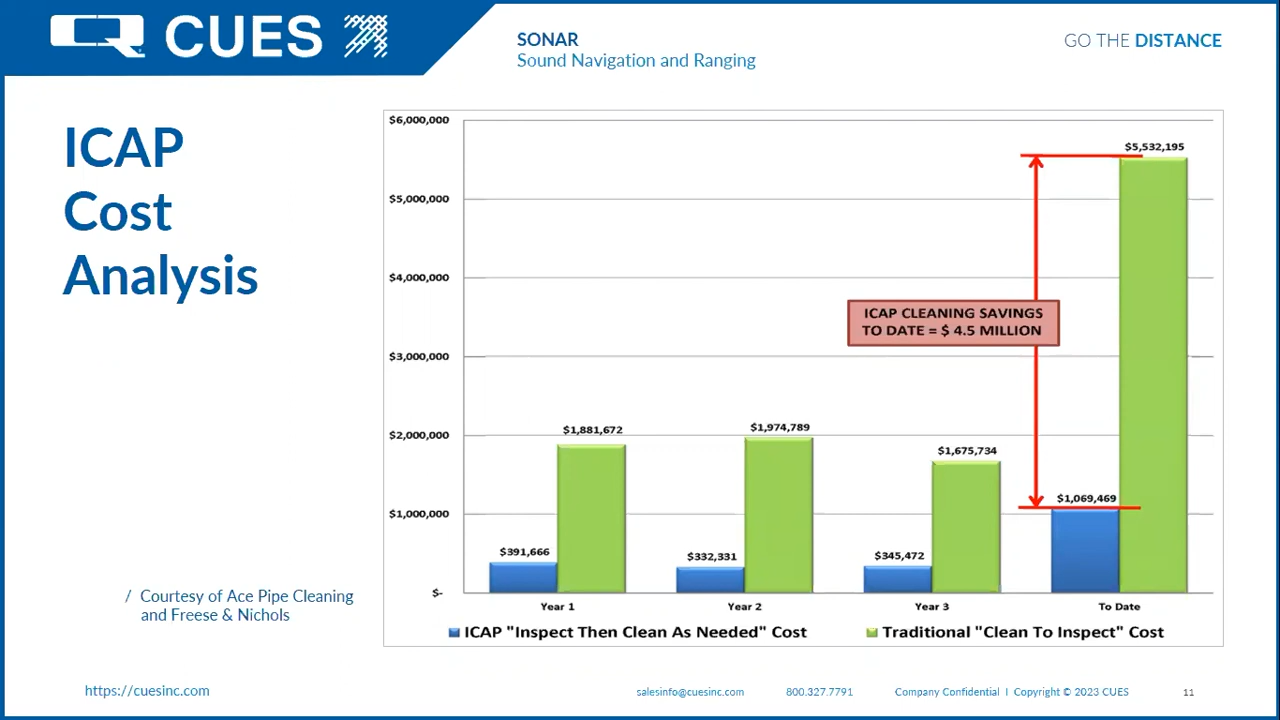 CUES
SONAR
Sound Navigation and Ranging
GO THE DISTANCE
ICAP
Cost
Analysis
$6,000,000
$5,000,000
$4,000,000
$3,000,000
$2,000,000
$1,000,000
$-
$391,666
$1,881,672
$332,331
$1,974,789
$345,472
$1,675,734
$1,069,469
$5,532,195
ICAP CLEANING SAVINGS
TO DATE = $ 4.5 MILLION
Year 1
Year 2
Year 3
To Date
ICAP "Inspect Then Clean As Needed" Cost
Traditional "Clean To Inspect" Cost
/ Courtesy of Ace Pipe Cleaning
and Freese & Nichols
https://cuesinc.com
salesinfo@cuesinc.com
800.327.7791
Company Confidential I Copyright © 2023 CUES
11